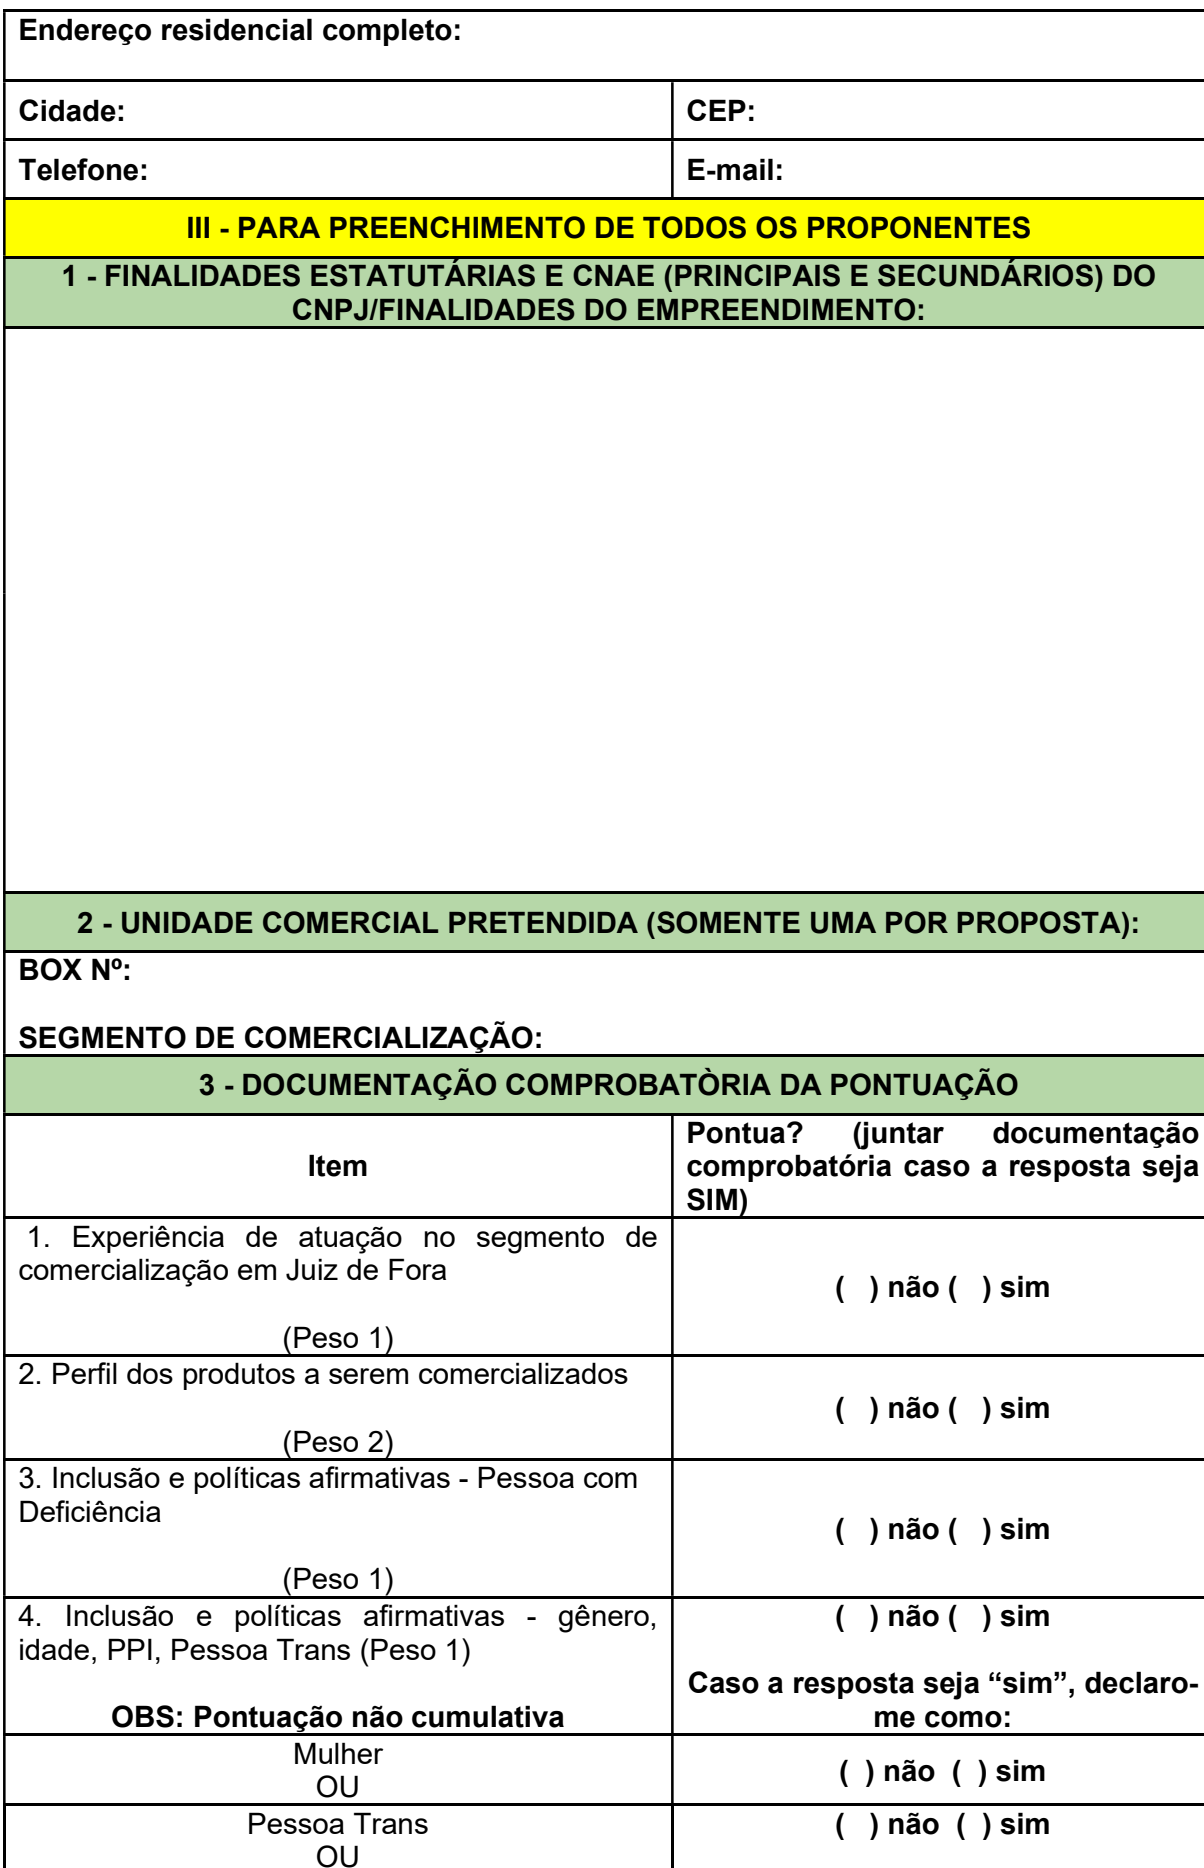 Endereço residencial completo:
Cidade:
CEP:
Telefone:
E-mail:
III - PARA PREENCHIMENTO DE TODOS OS PROPONENTES
1 - FINALIDADES ESTATUTÁRIAS E CNAE (PRINCIPAIS E SECUNDÁRIOS) DO
CNPJ/FINALIDADES DO EMPREENDIMENTO:
2 - UNIDADE COMERCIAL PRETENDIDA (SOMENTE UMA POR PROPOSTA):
BOX Nº:
SEGMENTO DE COMERCIALIZAÇÃO:
3 - DOCUMENTAÇÃO COMPROBATÒRIA DA PONTUAÇÃO
Item
Pontua? (juntar documentação
comprobatória caso a resposta seja
SIM)
1. Experiência de atuação no segmento de
comercialização em Juiz de Fora
(Peso 1)
( ) não ( ) sim
2. Perfil dos produtos a serem comercializados
(Peso 2)
( ) não ( ) sim
3. Inclusão e políticas afirmativas - Pessoa com
Deficiência
(Peso 1)
( ) não ( ) sim
4. Inclusão e políticas afirmativas - gênero,
idade, PPI, Pessoa Trans (Peso 1)
OBS: Pontuação não cumulativa
( ) não ( ) sim
Caso a resposta seja “sim”, declaro-
me como:
Mulher
OU
( ) não ( ) sim
Pessoa Trans
OU
( ) não ( ) sim